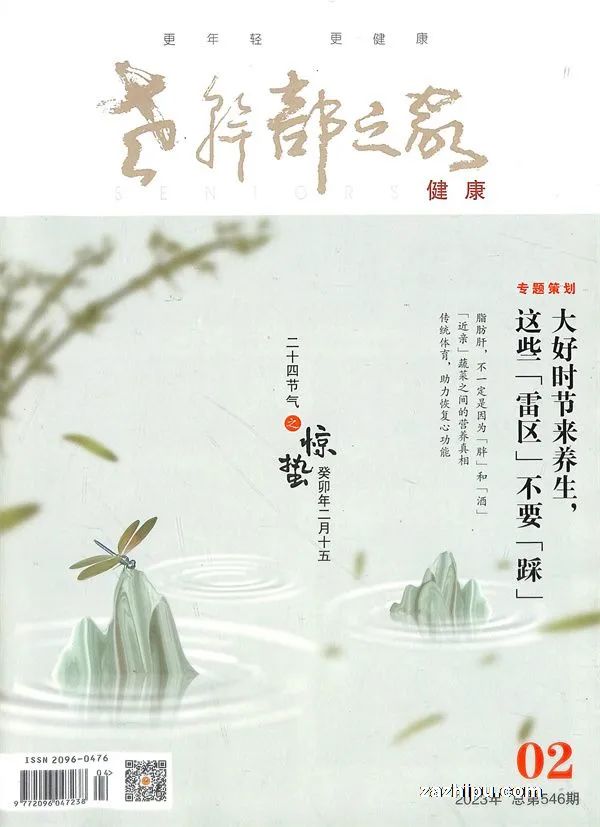 更年轻 更健康
老幹部之家
SENIORS
健康
专题策划
大好时节来养生，
这些「雷区」不要「踩」
脂肪肝，不一定是因为「胖」和「酒」
「近亲」蔬菜之间的营养真相
传统体育，助力恢复心功能
二十四节气之
惊蛰
癸卯年二月十五
ISSN 2096-0476
04>
9 772096 047238
02
zazhipu.com
2023年 总第546期